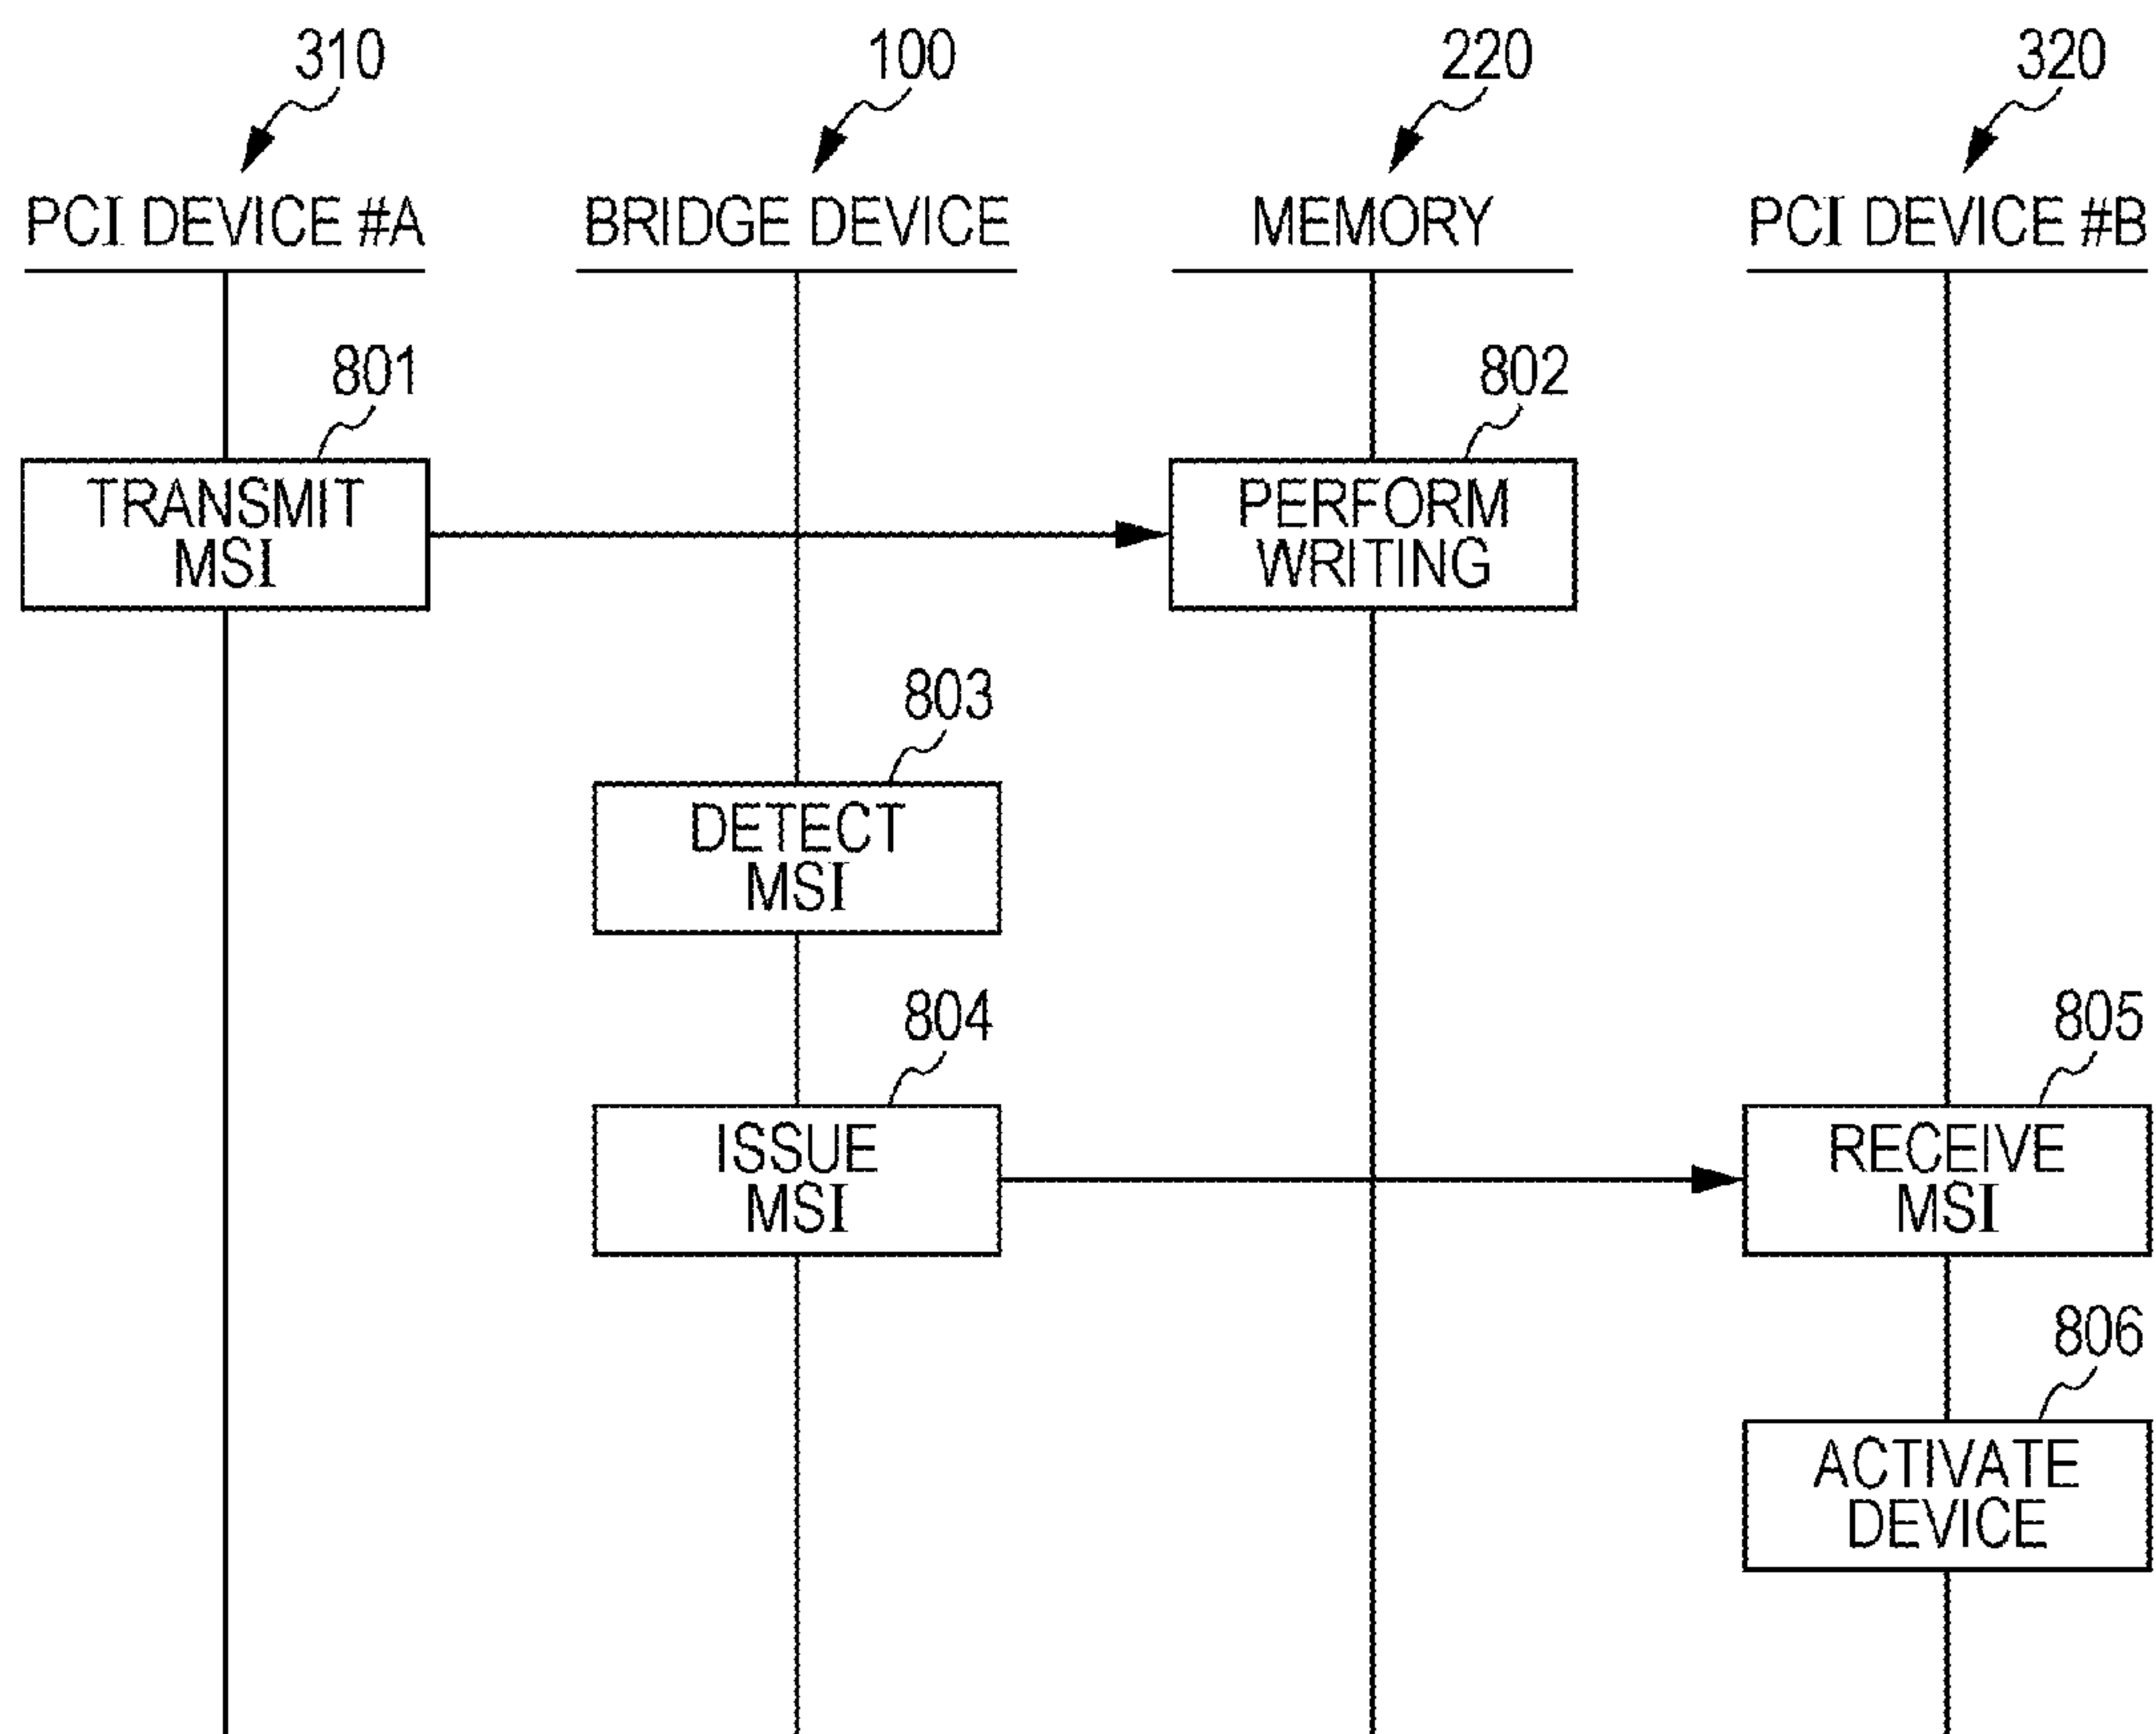 310
100
220
320
PCI DEVICE #A
BRIDGE DEVICE
MEMORY
PCI DEVICE #B
801
802
TRANSMIT
MSI
PERFORM
WRITING
803
DETECT
MSI
804
805
ISSUE
MSI
RECEIVE
MSI
806
ACTIVATE
DEVICE